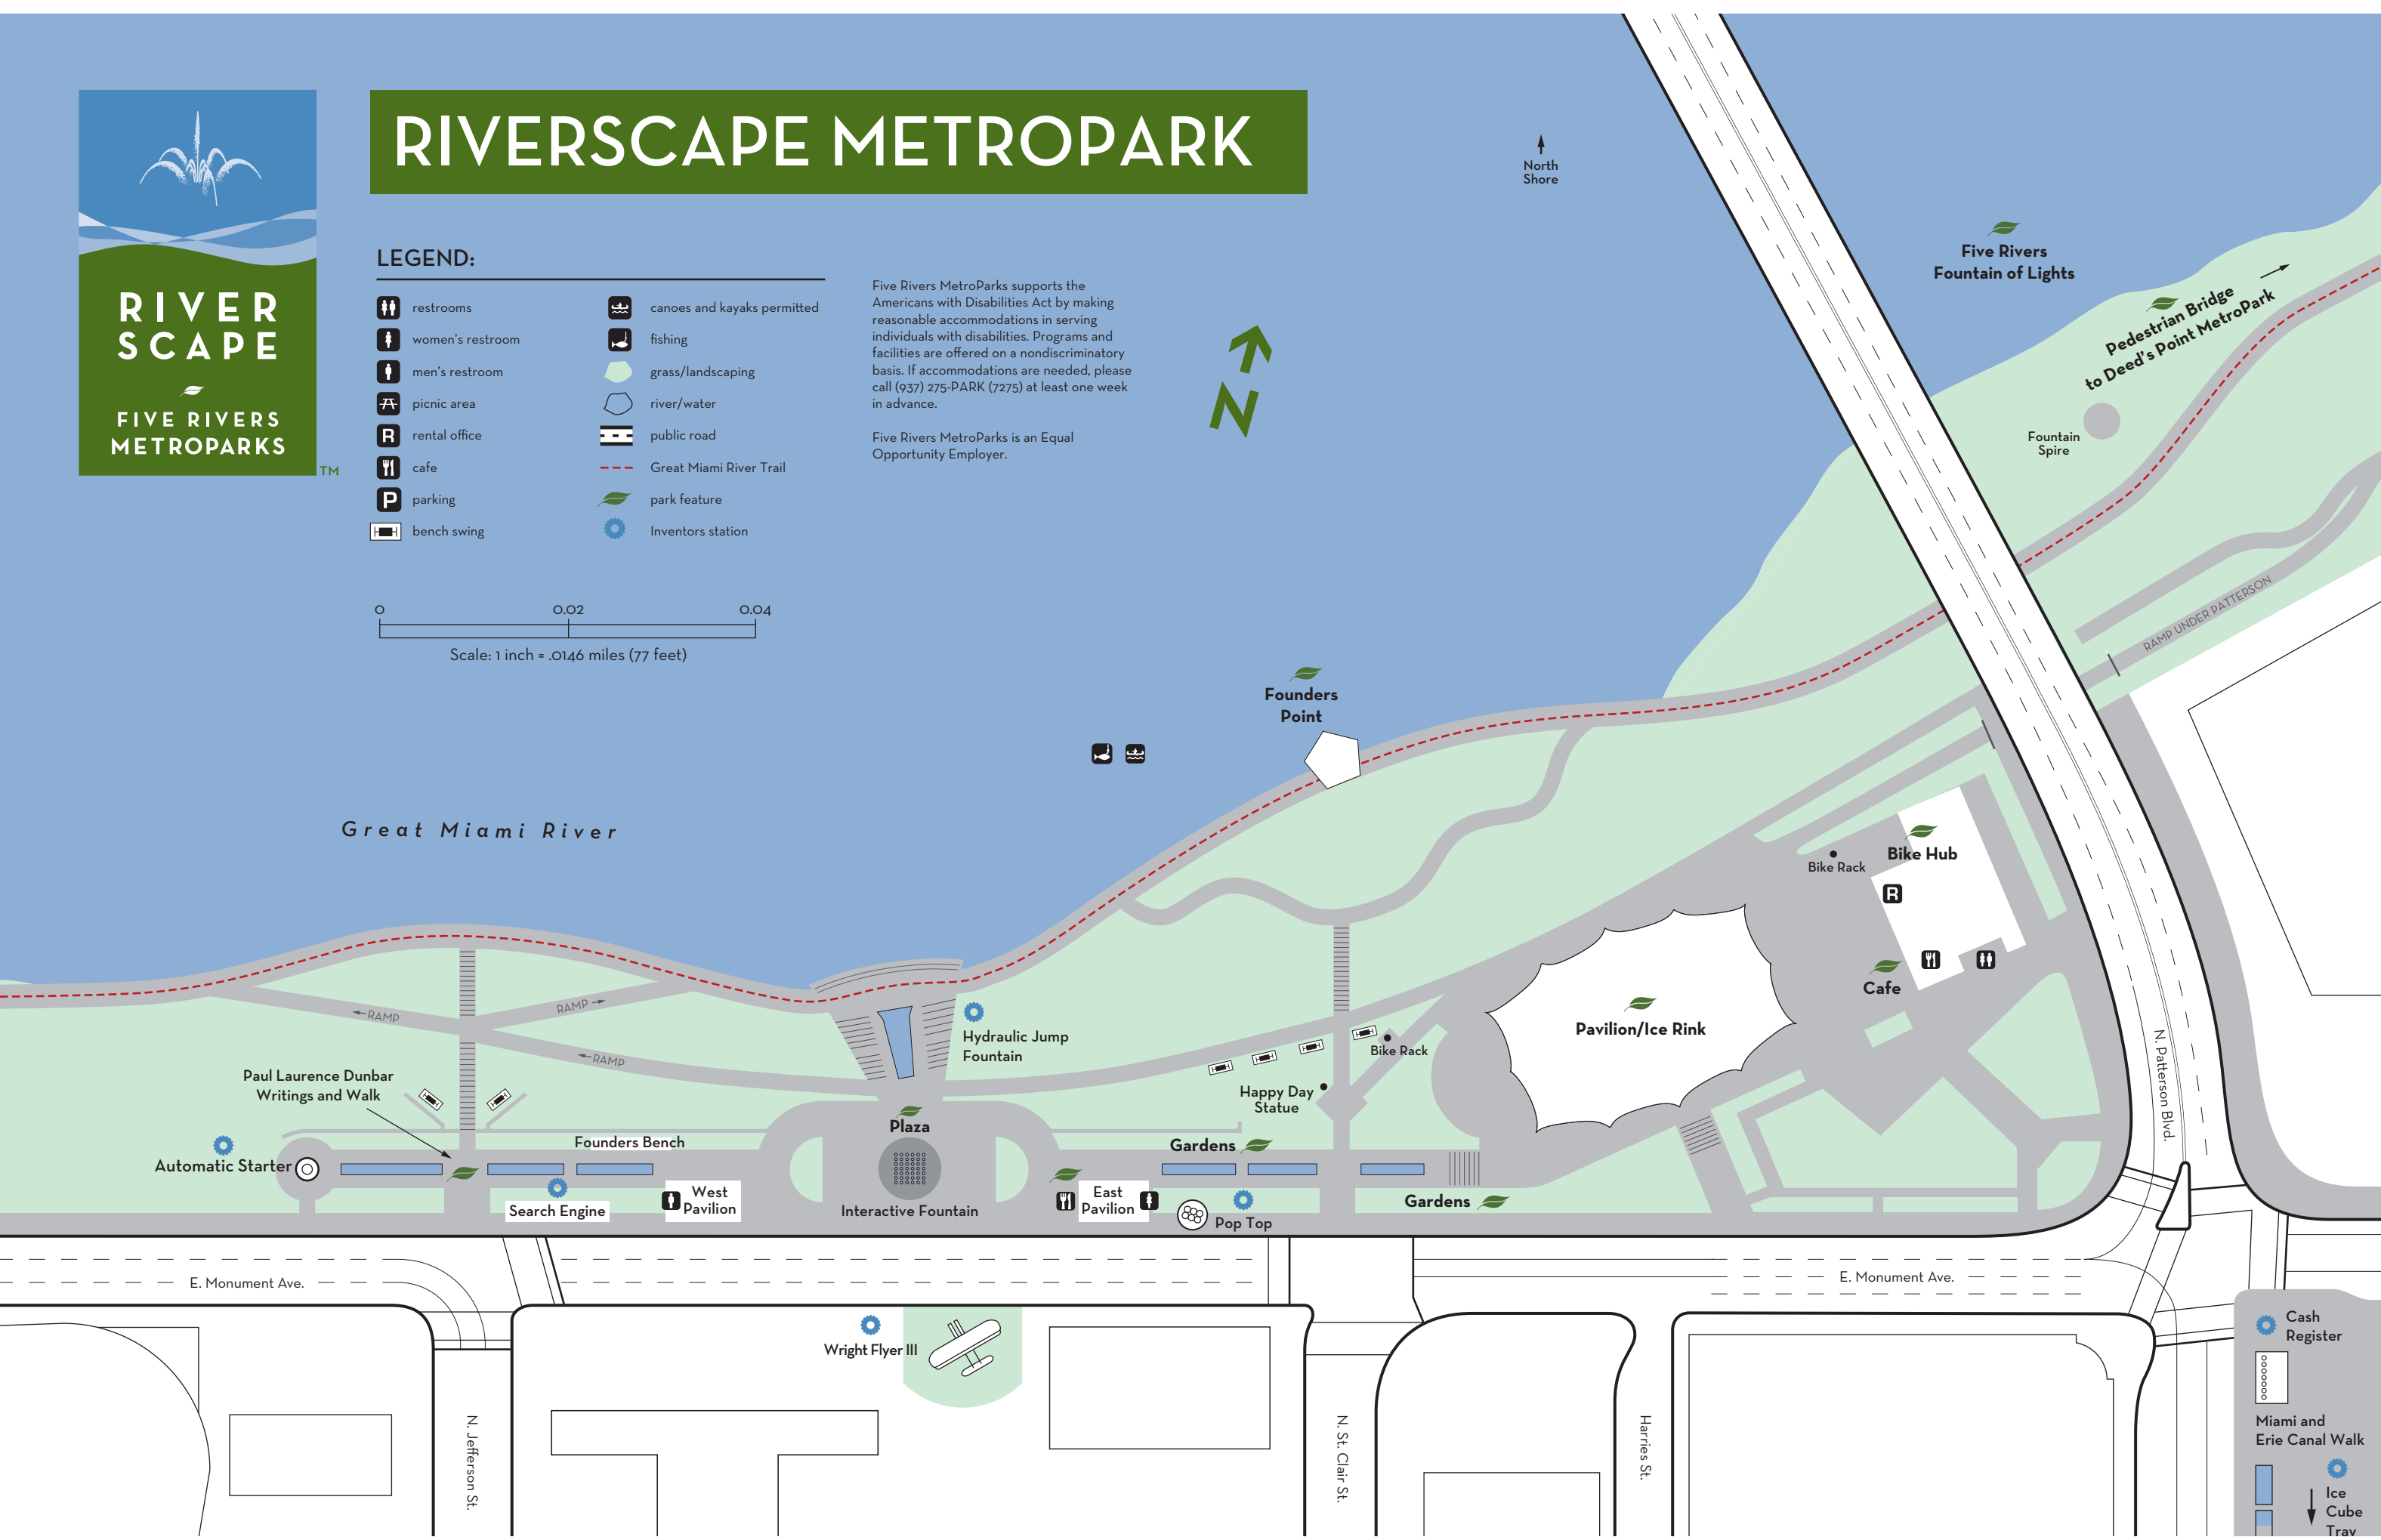 RIVERSCAPE METROPARK
RIVER
SCAPE
FIVE RIVERS
METROPARKS
TM
LEGEND:
restrooms
women's restroom
men's restroom
picnic area
R
rental office
cafe
P
parking
bench swing
canoes and kayaks permitted
fishing
grass/landscaping
river/water
public road
Great Miami River Trail
park feature
Inventors station
Five Rivers MetroParks supports the
Americans with Disabilities Act by making
reasonable accommodations in serving
individuals with disabilities. Programs and
facilities are offered on a nondiscriminatory
basis. If accommodations are needed, please
call (937) 275-PARK (7275) at least one week
in advance.
Five Rivers MetroParks is an Equal
Opportunity Employer.
N
0 0.02 0.04
Scale: 1 inch = .0146 miles (77 feet)
North
Shore
Five Rivers
Fountain of Lights
Pedestrian Bridge
to Deed's Point MetroPark
Fountain
Spire
RAMP UNDER PATTERSON
Founders
Point
Great Miami River
Bike Hub
Bike Rack
R
Cafe
Pavilion/Ice Rink
N. Patterson Blvd.
RAMP
RAMP
RAMP
Hydraulic Jump
Fountain
Bike Rack
Happy Day
Statue
Paul Laurence Dunbar
Writings and Walk
Plaza
Founders Bench
Gardens
Automatic Starter
Search Engine
West
Pavilion
Interactive Fountain
East
Pavilion
Pop Top
Gardens
E. Monument Ave.
E. Monument Ave.
Wright Flyer III
N. Jefferson St.
N. St. Clair St.
Harries St.
Cash
Register
Miami and
Erie Canal Walk
Ice
Cube
Tray